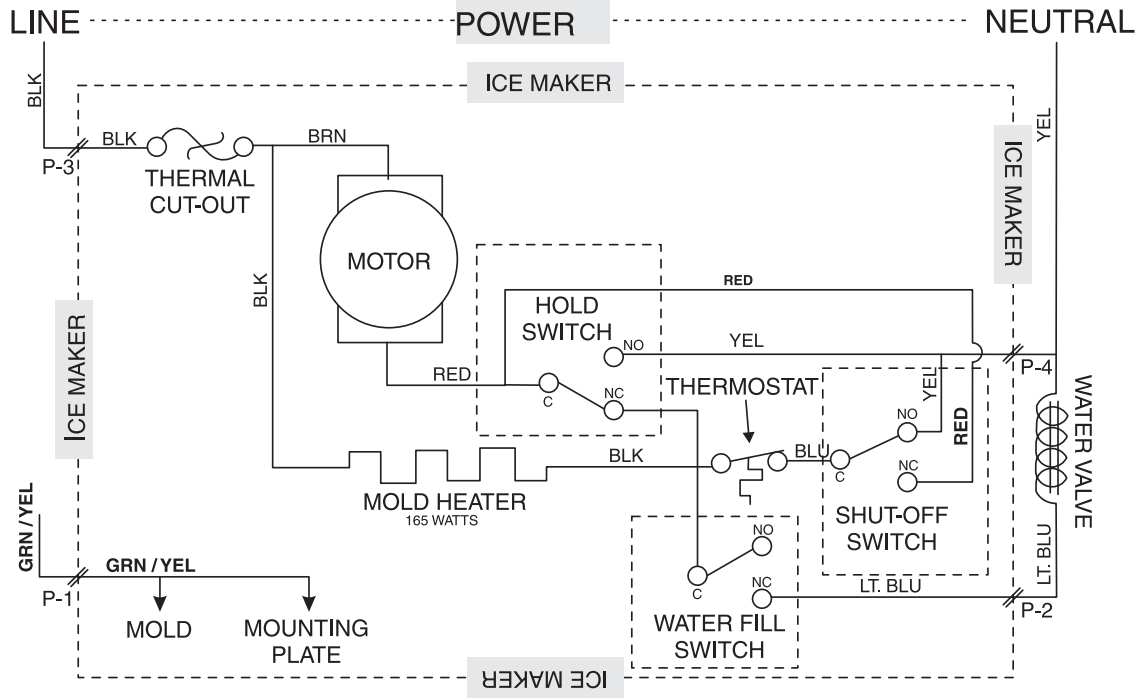 LINE
POWER
NEUTRAL
ICE MAKER
BLK
YEL
BLK
BRN
P-3
THERMAL
CUT-OUT
ICE MAKER
MOTOR
BLK
RED
HOLD
SWITCH
NO
YEL
ICE MAKER
RED
C
NC
THERMOSTAT
YEL
RED
P-4
NO
BLK
BLU
C
NC
WATER VALVE
MOLD HEATER
165 WATTS
SHUT-OFF
SWITCH
GRN / YEL
GRN / YEL
NO
C
NC
LT. BLU
LT. BLU
P-1
P-2
MOLD
MOUNTING
PLATE
WATER FILL
SWITCH
ICE MAKER